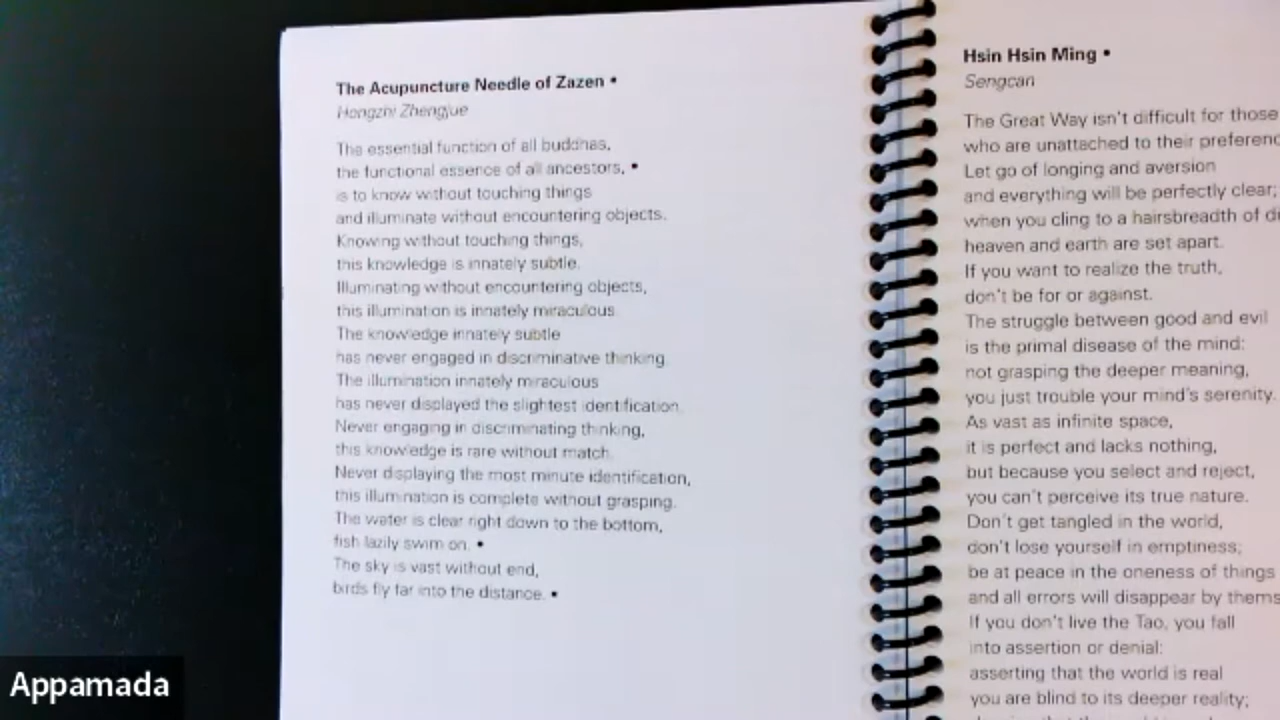 The Acupuncture Needle of Zazen •
Hongzhi Zhengjue
The essential function of all buddhas,
the functional essence of all ancestors, •
is to know without touching things
and illuminate without encountering objects.
Knowing without touching things,
this knowledge is innately subtle.
Illuminating without encountering objects,
this illumination is innately miraculous.
The knowledge innately subtle
has never engaged in discriminative thinking.
The illumination innately miraculous
has never displayed the slightest identification.
Never engaging in discriminating thinking,
this knowledge is rare without match.
Never displaying the most minute identification,
this illumination is complete without grasping.
The water is clear right down to the bottom,
fish lazily swim on. •
The sky is vast without end,
birds fly far into the distance. •
Hsin Hsin Ming •
Sengcan
The Great Way isn't difficult for those
who are unattached to their
Let go of longing and aversion
and everything will be perfectly clear;
when you cling to a hairsbreadth of
heaven and earth are set apart.
If you want to realize the truth,
don't be for or against.
The struggle between good and evil
is the primal disease of the mind:
not grasping the deeper meaning,
you just trouble your mind's serenity.
As vast as infinite space,
it is perfect and lacks nothing,
but because you select and reject,
you can't perceive its true nature.
Don't get tangled in the world,
don't lose yourself in emptiness;
be at peace in the oneness of things
and all errors will disappear by
If you don't live the Tao, you fall
into assertion or denial:
asserting that the world is real
you are blind to its deeper reality;
Appamada